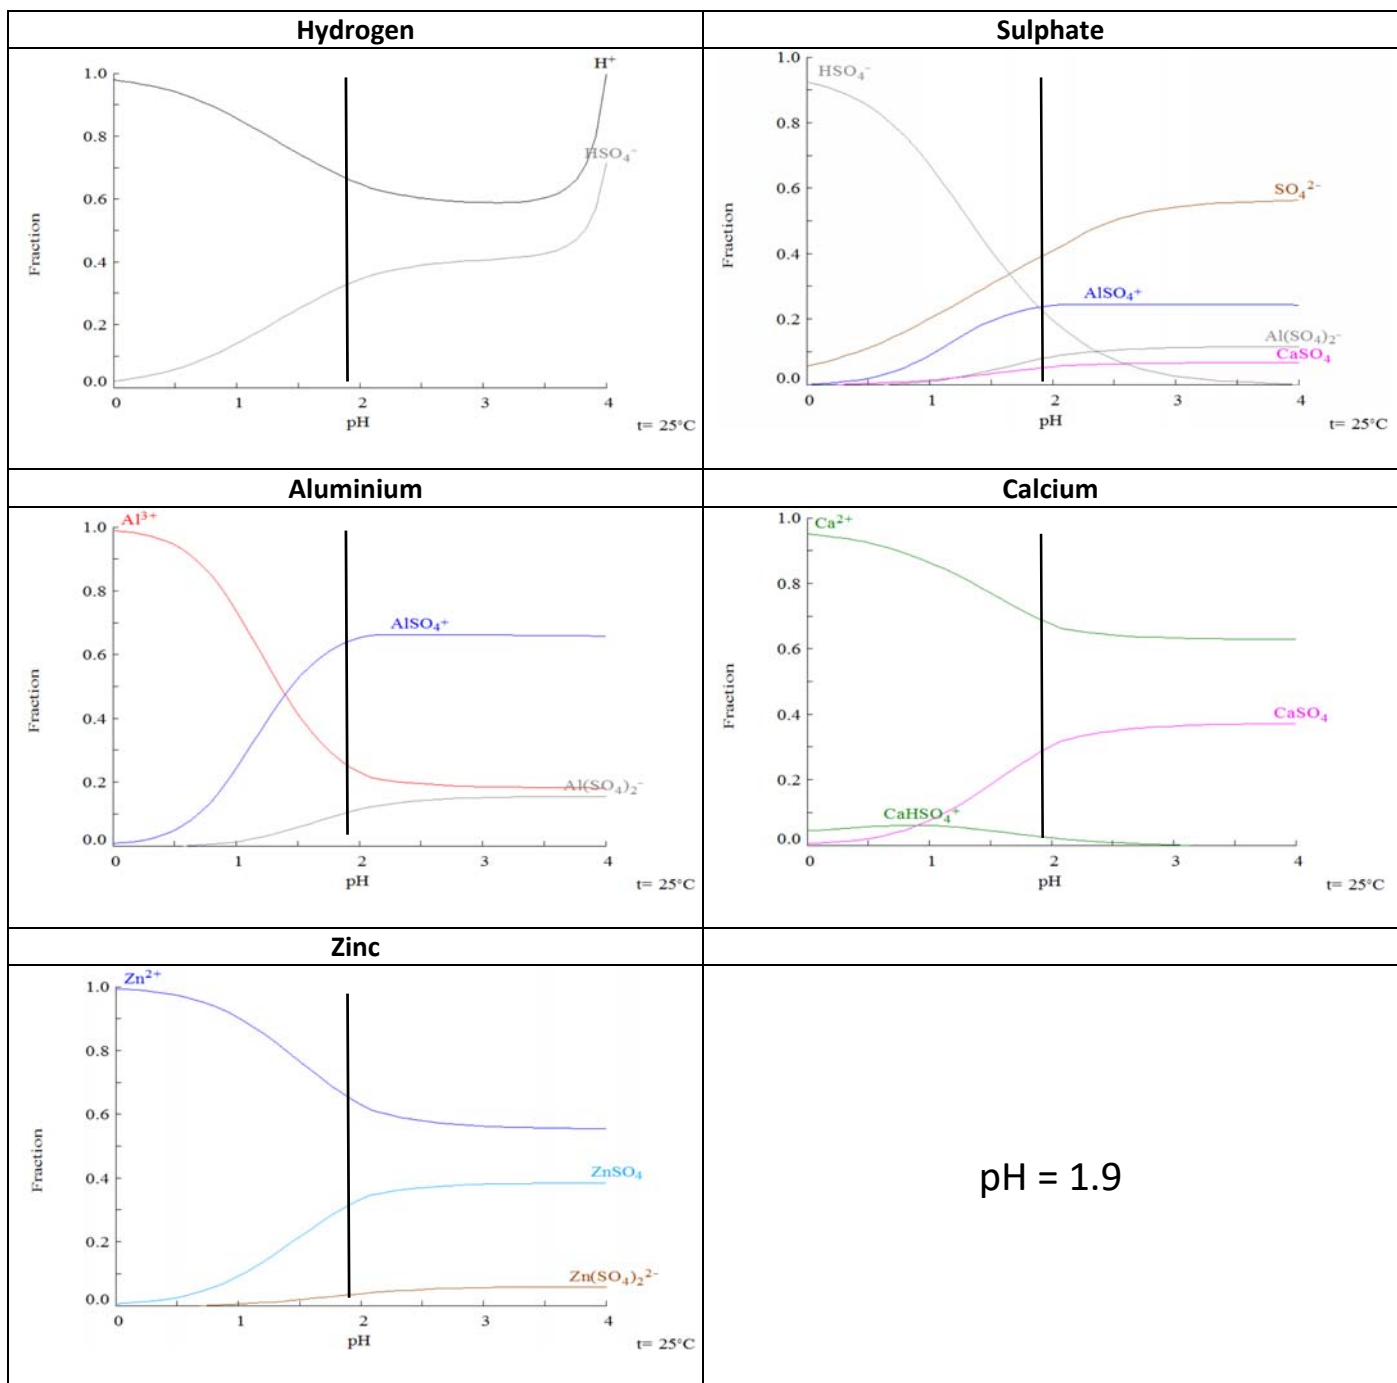 Hydrogen
Sulphate
H⁺
HSO₄⁻
1.0
0.8
0.6
0.4
0.2
0.0
Fraction
0 1 2 3 4
pH
t= 25°C
HSO₄⁻
SO₄²⁻
AlSO₄⁺
Al(SO₄)₂⁻
CaSO₄
1.0
0.8
0.6
0.4
0.2
0.0
Fraction
0 1 2 3 4
pH
t= 25°C
Aluminium
Calcium
Al³⁺
AlSO₄⁺
Al(SO₄)₂⁻
1.0
0.8
0.6
0.4
0.2
0.0
Fraction
0 1 2 3 4
pH
t= 25°C
Ca²⁺
CaSO₄
CaHSO₄⁺
1.0
0.8
0.6
0.4
0.2
0.0
Fraction
0 1 2 3 4
pH
t= 25°C
Zinc
Zn²⁺
ZnSO₄
Zn(SO₄)₂²⁻
1.0
0.8
0.6
0.4
0.2
0.0
Fraction
0 1 2 3 4
pH
t= 25°C
pH = 1.9